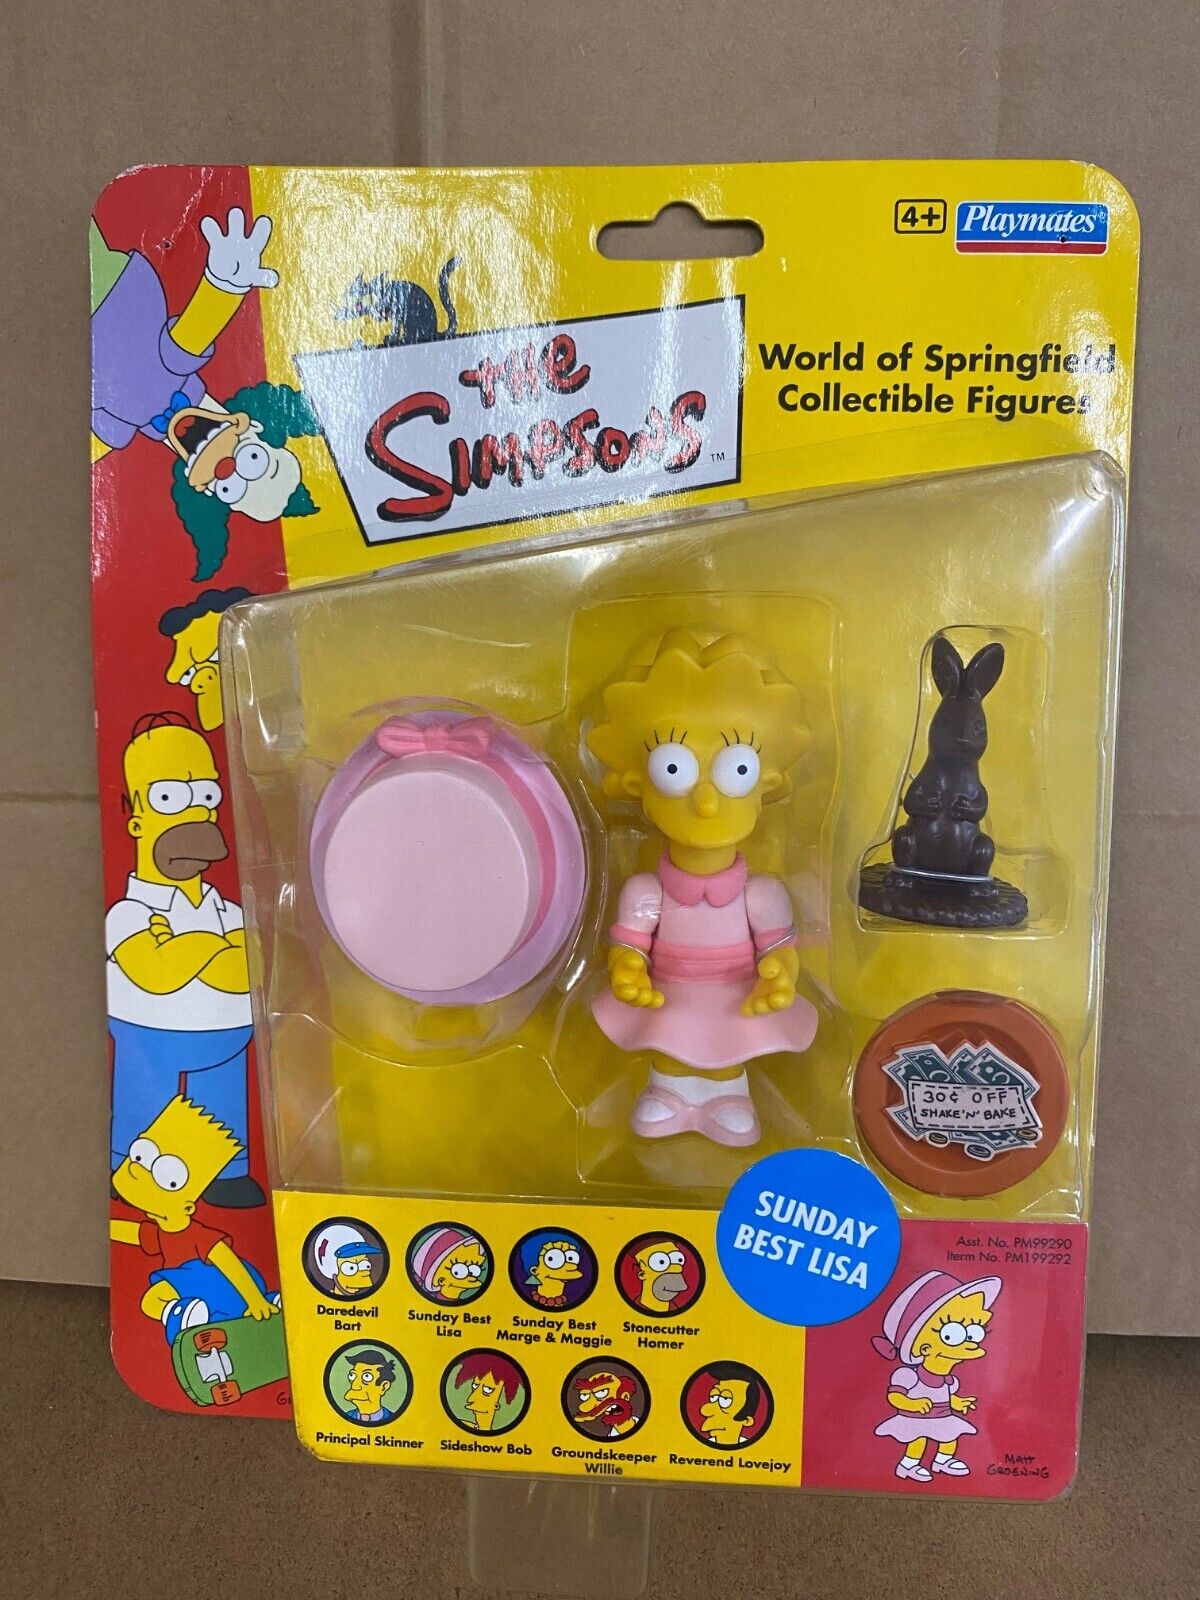 4+
Playmates®
THE
SIMPSONS™
World of Springfield
Collectible Figures
30¢ OFF
SHAKE 'N' BAKE
SUNDAY
BEST LISA
Asst. No. PM99290
Iterm No. PM199292
Daredevil
Bart
Sunday Best
Lisa
Sunday Best
Marge & Maggie
Stonecutter
Homer
Principal Skinner
Sideshow Bob
Groundskeeper
Willie
Reverend Lovejoy
MATT
GROENING